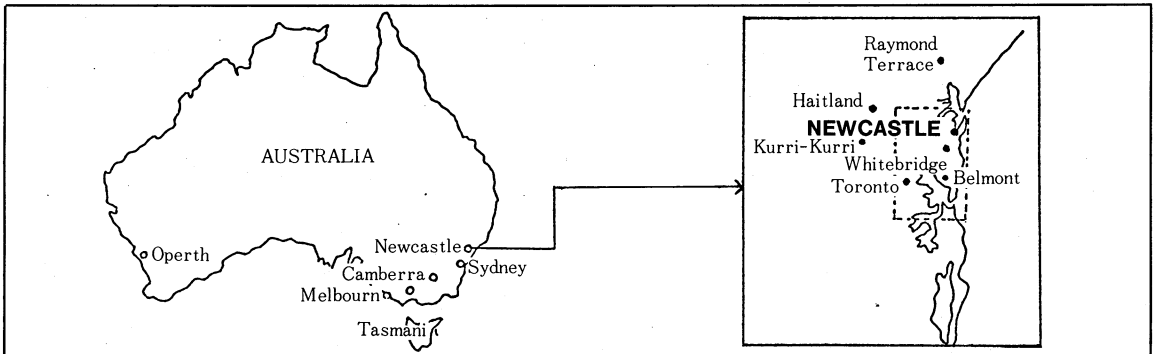 AUSTRALIA
Operth
Newcastle
Sydney
Camberra
Melbourn
Tasmani
Raymond
Terrace
Haitland
NEWCASTLE
Kurri-Kurri
Whitebridge
Toronto
Belmont